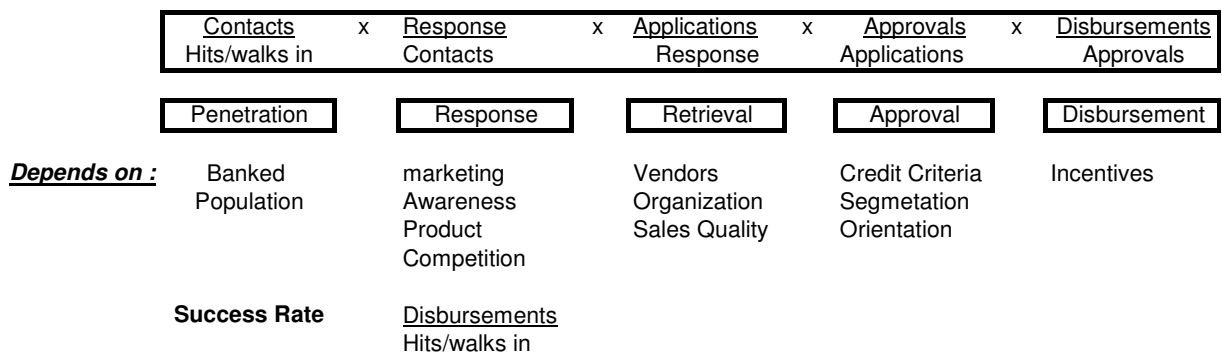 Contacts x Response x Applications x Approvals x Disbursements
Hits/walks in Contacts Response Applications Approvals
Penetration Response Retrieval Approval Disbursement
Depends on : Banked marketing Vendors Credit Criteria Incentives
Population Awareness Organization Segmetation
Product Sales Quality Orientation
Competition
Success Rate Disbursements
Hits/walks in